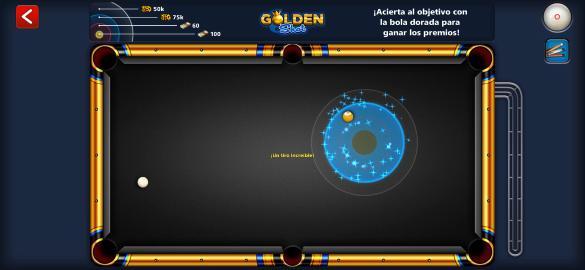 50k
75k
60
100
GOLDEN
Shot
¡Acierta al objetivo con
la bola dorada para
ganar los premios!
¡Un tiro increíble!